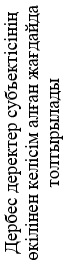 Дербес деректер субъектісінің
өкілінен келісім алған жағдайда
толтырылады